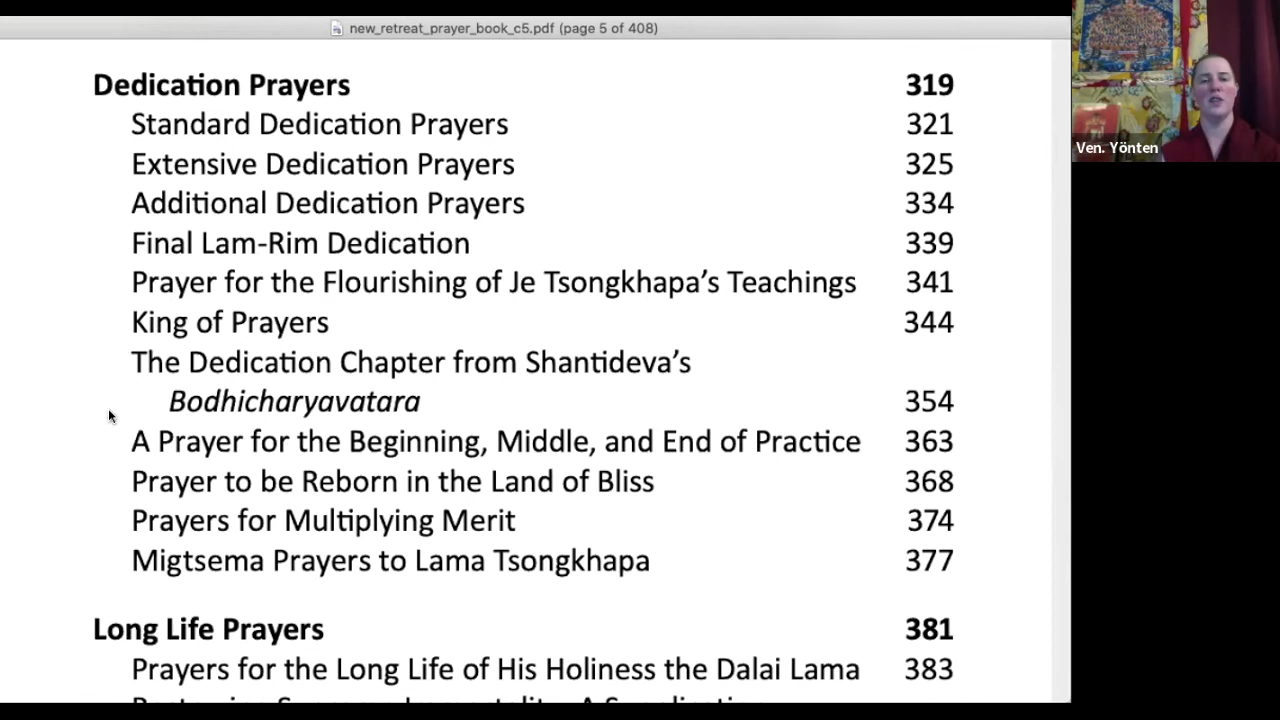 new_retreat_prayer_book_c5.pdf (page 5 of 408)
Dedication Prayers 319
Standard Dedication Prayers 321
Extensive Dedication Prayers 325
Additional Dedication Prayers 334
Final Lam-Rim Dedication 339
Prayer for the Flourishing of Je Tsongkhapa’s Teachings 341
King of Prayers 344
The Dedication Chapter from Shantideva’s
Bodhicharyavatara 354
A Prayer for the Beginning, Middle, and End of Practice 363
Prayer to be Reborn in the Land of Bliss 368
Prayers for Multiplying Merit 374
Migtsema Prayers to Lama Tsongkhapa 377
Long Life Prayers 381
Prayers for the Long Life of His Holiness the Dalai Lama 383
Ven. Yönten